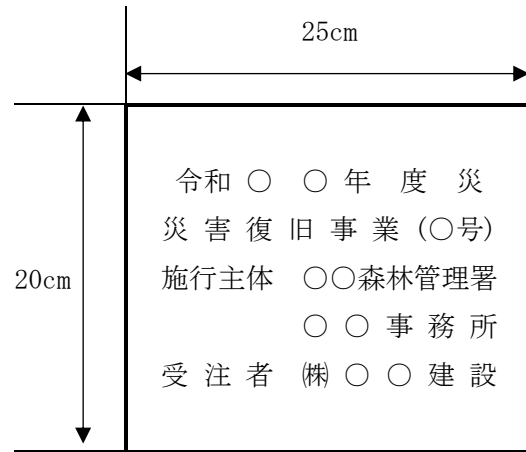 25cm
令和 ○ ○ 年 度 災
災 害 復 旧 事 業 (○号)
20cm
施行主体 ○○森林管理署
○ ○ 事 務 所
受 注 者 ㈱ ○ ○ 建 設